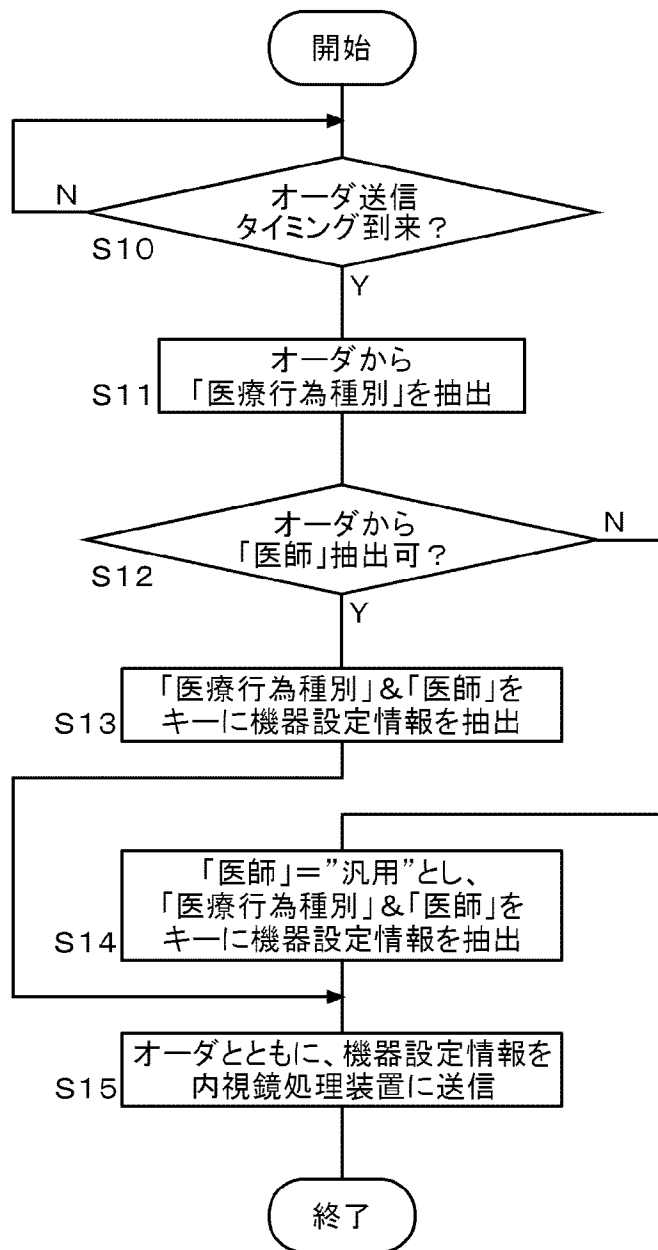 開始
オーダ送信
タイミング到来？
N
S10
Y
オーダから
「医療行為種別」を抽出
S11
オーダから
「医師」抽出可？
N
S12
Y
「医療行為種別」&「医師」を
キーに機器設定情報を抽出
S13
「医師」＝”汎用”とし、
「医療行為種別」&「医師」を
キーに機器設定情報を抽出
S14
オーダとともに、機器設定情報を
内視鏡処理装置に送信
S15
終了